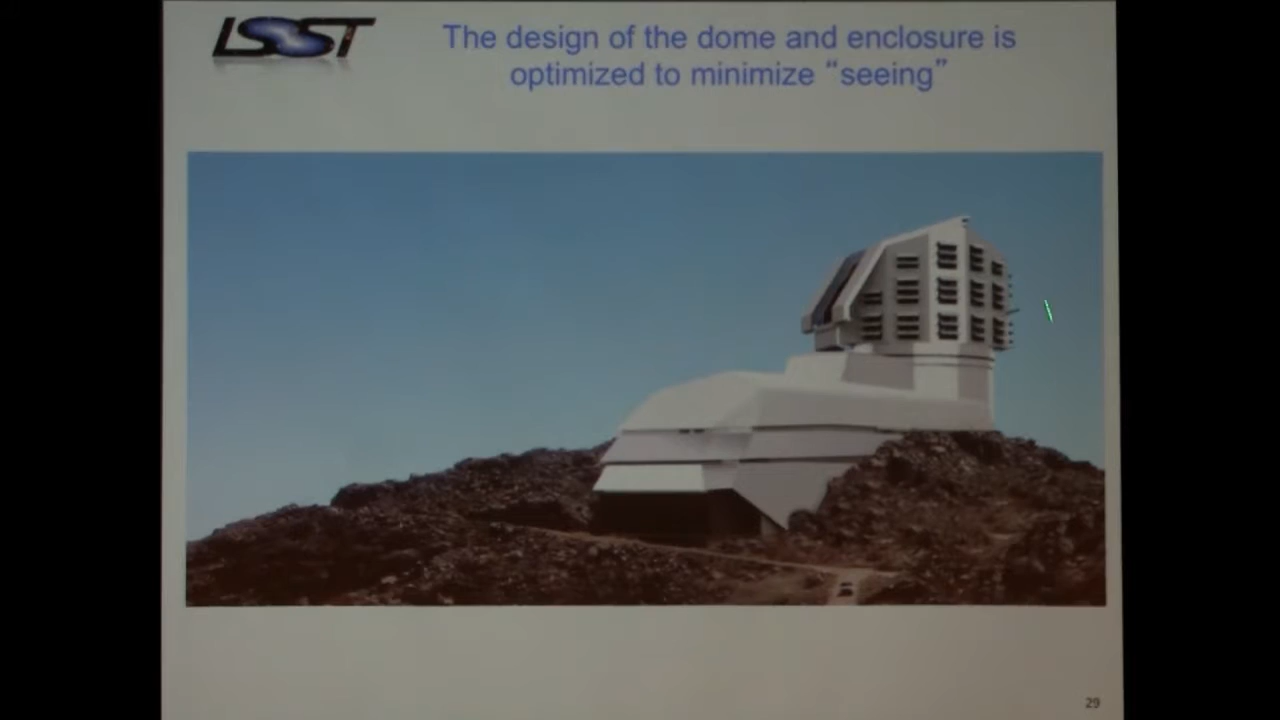 LSST
The design of the dome and enclosure is
optimized to minimize “seeing”
29